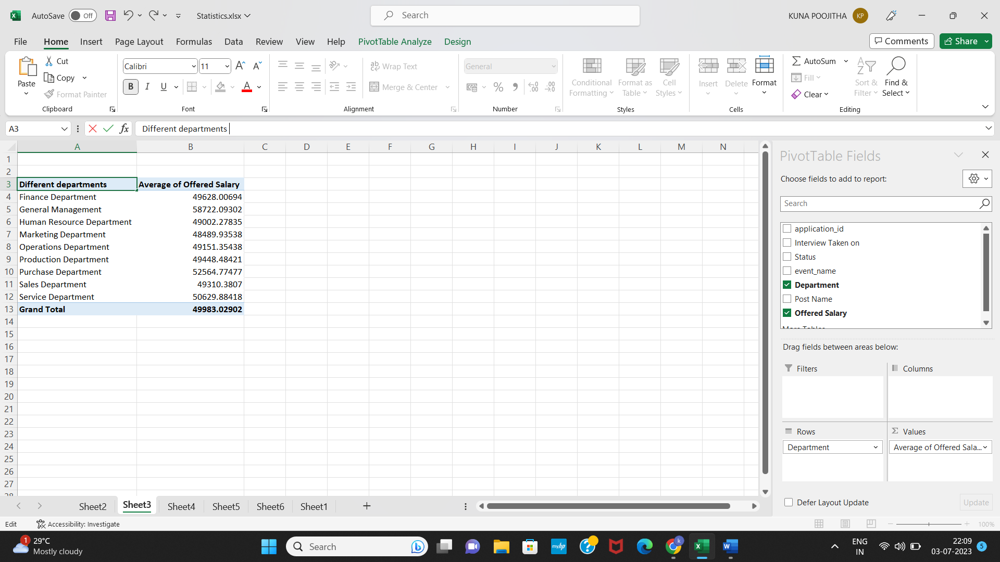 AutoSave Off Statistics.xlsx Search KUNA POOJITHA KP
File Home Insert Page Layout Formulas Data Review View Help PivotTable Analyze Design Comments Share
Paste Cut Copy Format Painter Clipboard
Calibri 11 B I U A Font
Wrap Text Merge & Center Alignment
General % Number
Conditional Formatting Format as Table Cell Styles Styles
Insert Delete Format Cells
AutoSum Fill Clear Sort & Filter Find & Select Editing
A3 fx Different departments
A B C D E F G H I J K L M N
1
2
3 Different departments Average of Offered Salary
4 Finance Department 49628.00694
5 General Management 58722.09302
6 Human Resource Department 49002.27835
7 Marketing Department 48489.93538
8 Operations Department 49151.35438
9 Production Department 49448.48421
10 Purchase Department 52564.77477
11 Sales Department 49310.3807
12 Service Department 50629.88418
13 Grand Total 49983.02902
14
15
16
17
18
19
20
21
22
23
24
25
26
27
28
PivotTable Fields
Choose fields to add to report:
Search
application_id
Interview Taken on
Status
event_name
Department
Post Name
Offered Salary
More Tables
Drag fields between areas below:
Filters Columns
Rows Values
Department Average of Offered Sala...
Defer Layout Update Update
Sheet2 Sheet3 Sheet4 Sheet5 Sheet6 Sheet1
Edit Accessibility: Investigate 100%
1 29°C
Mostly cloudy
Search
myhp
k
ENG
IN
22:09
03-07-2023
5